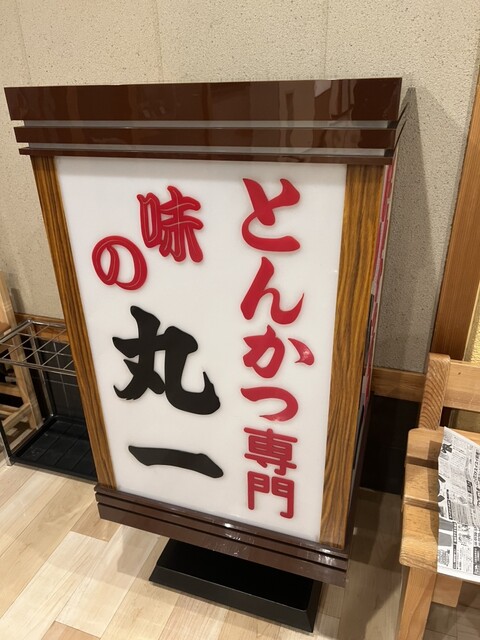 とんかつ専門
味の
丸一